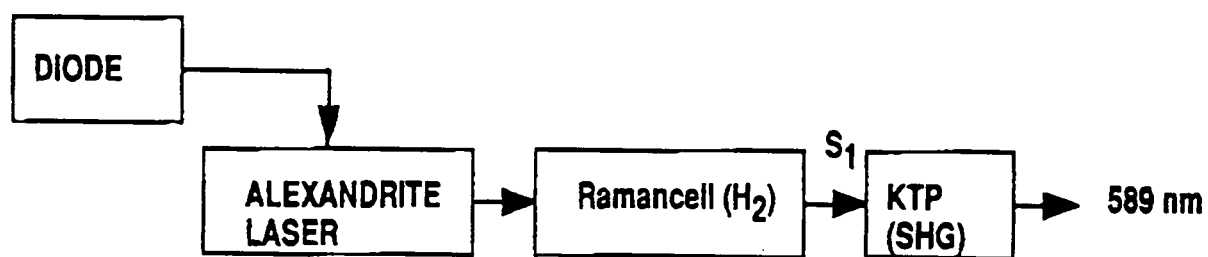 DIODE
ALEXANDRITE
LASER
Ramancell (H₂)
S₁
KTP
(SHG)
589 nm